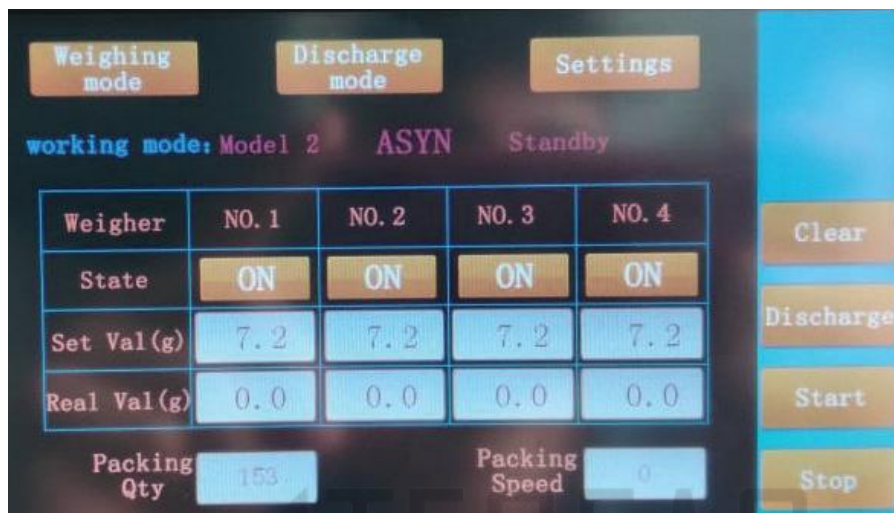 Weighing mode
Discharge mode
Settings
working mode: Model 2 ASYN Standby
Weigher NO.1 NO.2 NO.3 NO.4
Clear
State ON ON ON ON
Set Val(g) 7.2 7.2 7.2 7.2
Discharge
Real Val(g) 0.0 0.0 0.0 0.0
Start
Packing Qty 153
Packing Speed 0
Stop